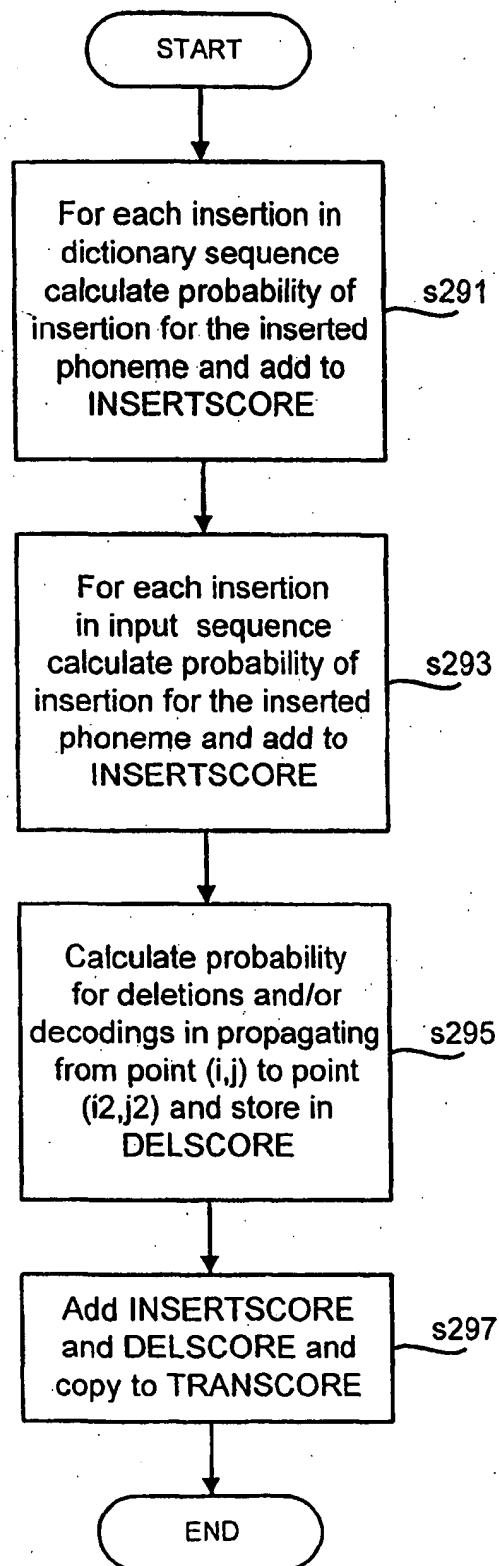 START
For each insertion in
dictionary sequence
calculate probability of
insertion for the inserted
phoneme and add to
INSERTSCORE
s291
For each insertion
in input sequence
calculate probability of
insertion for the inserted
phoneme and add to
INSERTSCORE
s293
Calculate probability
for deletions and/or
decodings in propagating
from point (i,j) to point
(i2,j2) and store in
DELSCORE
s295
Add INSERTSCORE
and DELSCORE and
copy to TRANSCORE
s297
END